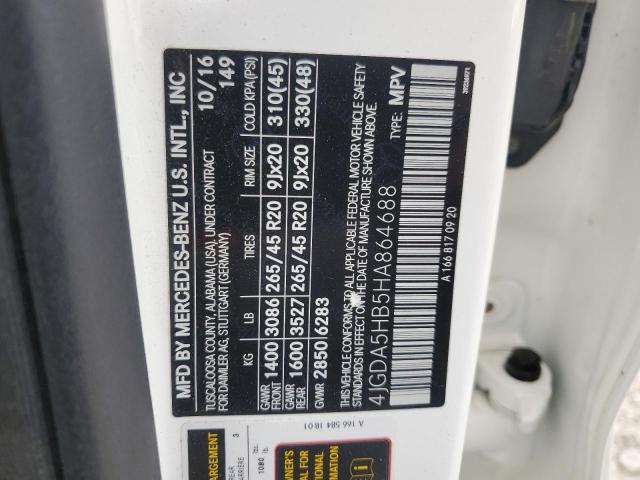 MFD BY MERCEDES-BENZ U.S. INTL., INC
TUSCALOOSA COUNTY, ALABAMA (USA), UNDER CONTRACT 10/16
FOR DAIMLER AG, STUTTGART (GERMANY) 149
KG LB TIRES RIM SIZE COLD KPA (PSI)
GAWR FRONT 1400 3086 265/45 R20 9Jx20 310(45)
GAWR REAR 1600 3527 265/45 R20 9Jx20 330(48)
GVWR 2850 6283
THIS VEHICLE CONFORMS TO ALL APPLICABLE FEDERAL MOTOR VEHICLE SAFETY
STANDARDS IN EFFECT ON THE DATE OF MANUFACTURE SHOWN ABOVE.
4JGDA5HB5HA864688 TYPE: MPV
A 166 817 09 20
A 166 584 18 01
3
1080 lbs.
lb.